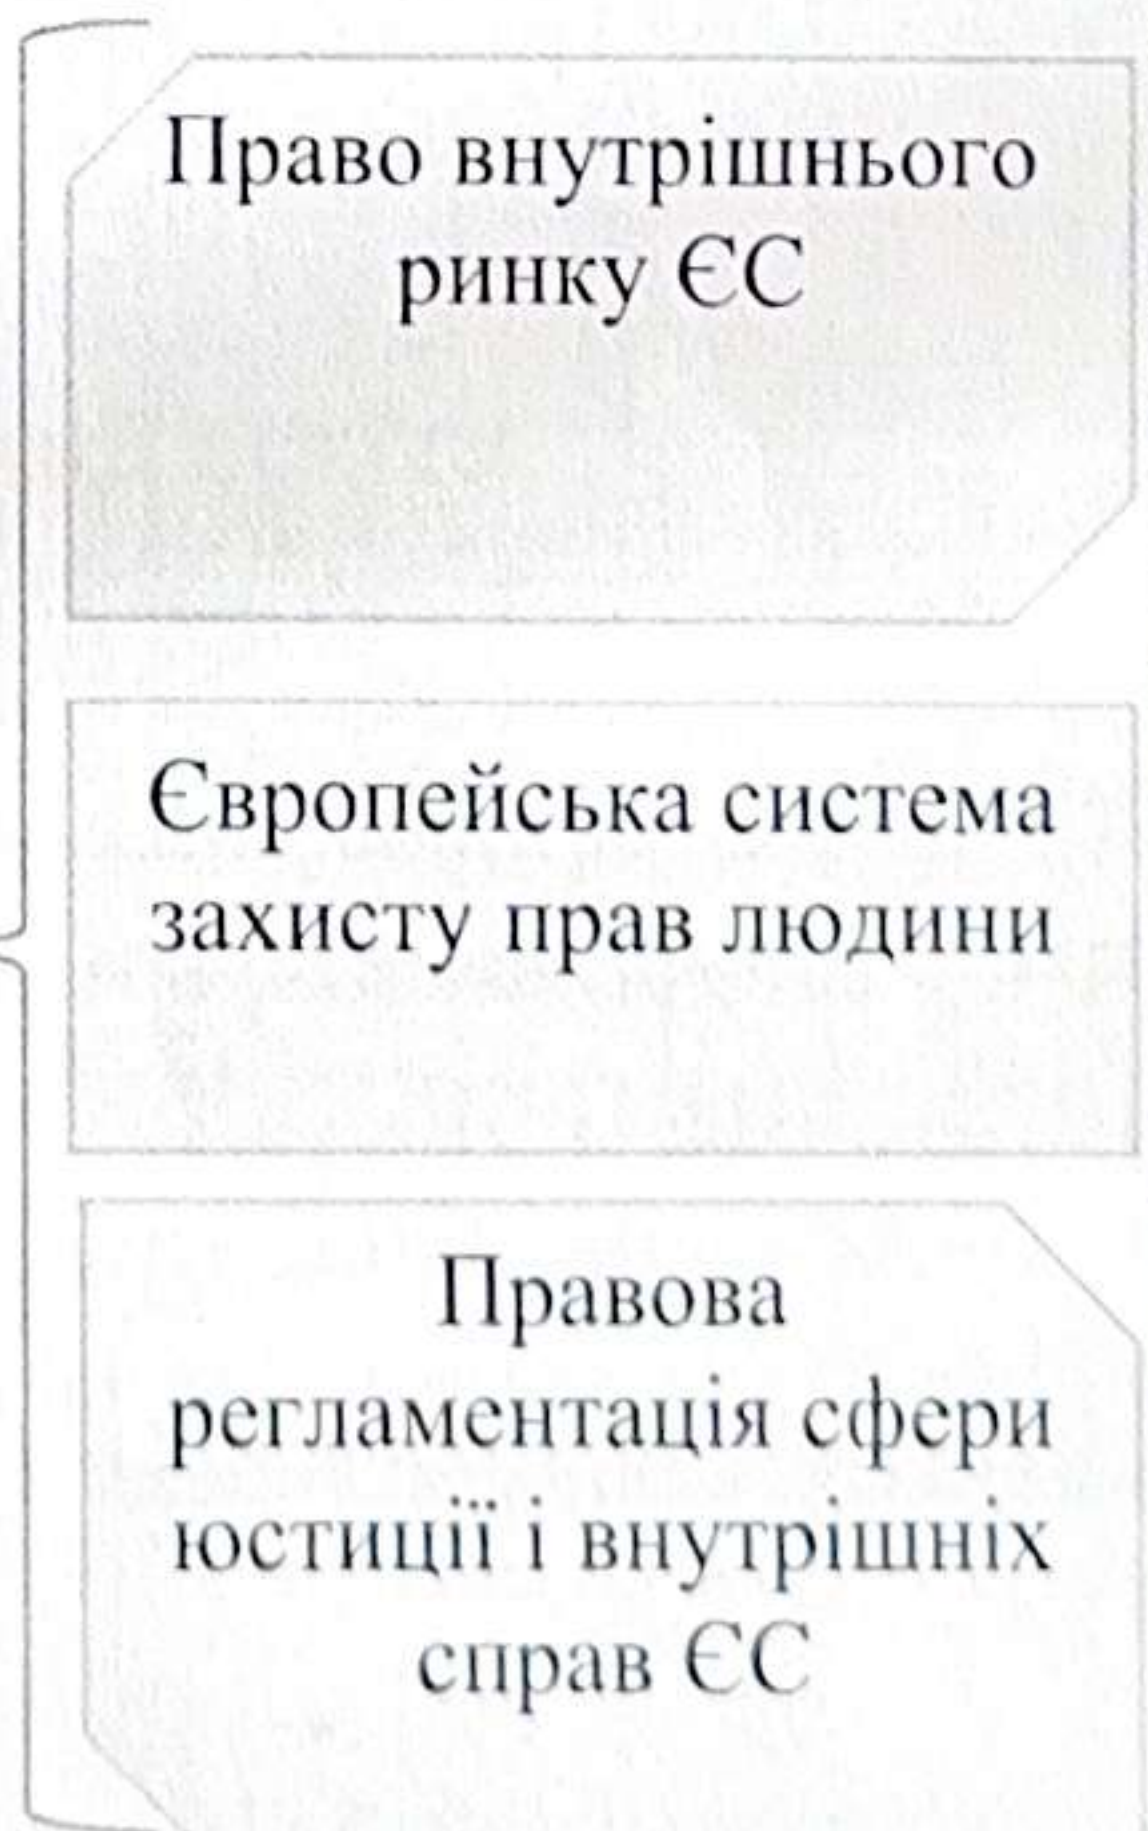 Право внутрішнього
ринку ЄС
Європейська система
захисту прав людини
Правова
регламентація сфери
юстиції і внутрішніх
справ ЄС